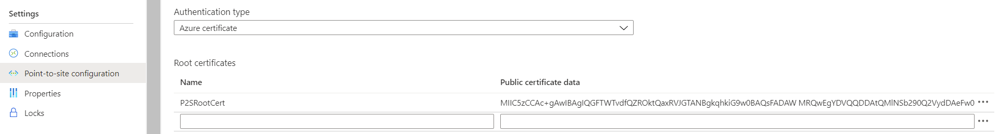 Settings
Configuration
Connections
Point-to-site configuration
Properties
Locks
Authentication type
Azure certificate
Root certificates
Name Public certificate data
P2SRootCert MIIC5zCCAc+gAwIBAgIQGFTWTvdfQZROktQaxRVJGTANBgkqhkiG9w0BAQsFADAW MRQwEgYDVQQDDAtQMlNSb290Q2VydDAeFw0